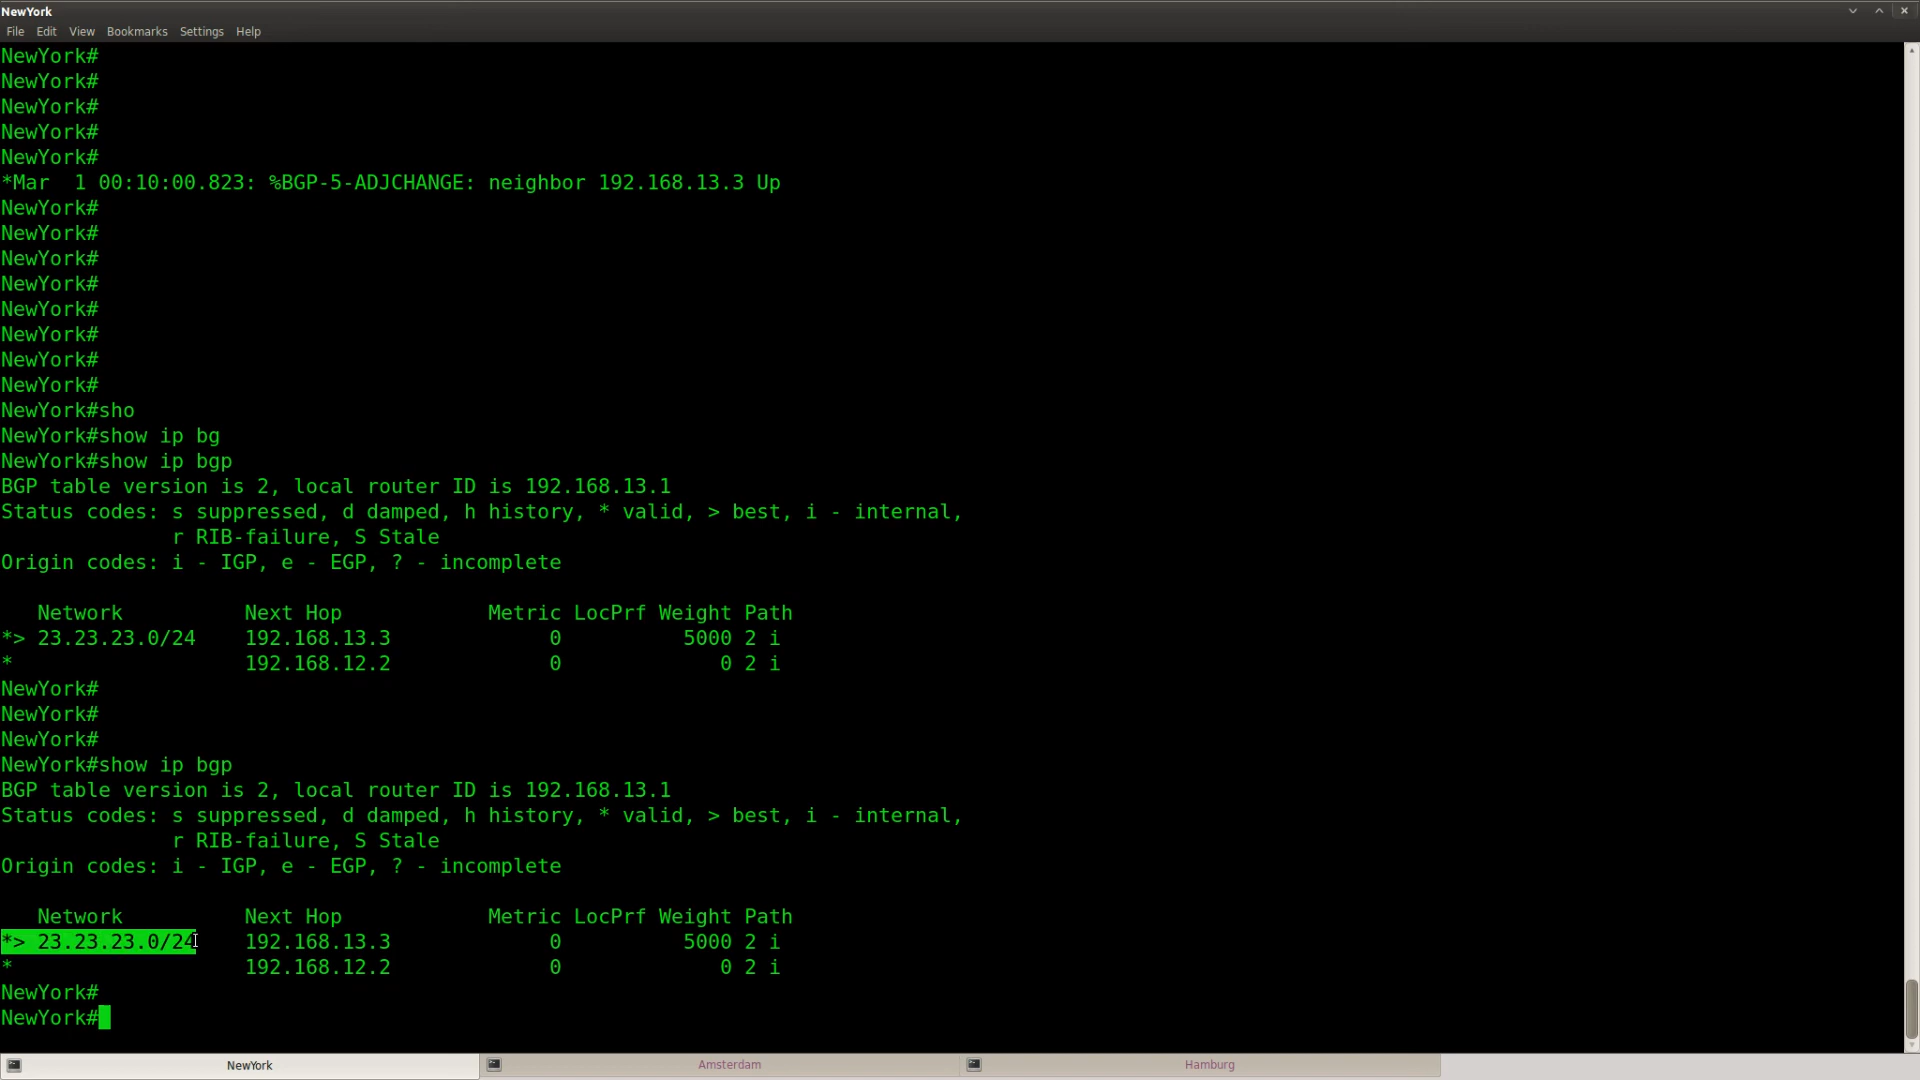 NewYork
File Edit View Bookmarks Settings Help
NewYork#
NewYork#
NewYork#
NewYork#
NewYork#
*Mar  1 00:10:00.823: %BGP-5-ADJCHANGE: neighbor 192.168.13.3 Up
NewYork#
NewYork#
NewYork#
NewYork#
NewYork#
NewYork#
NewYork#
NewYork#
NewYork#sho
NewYork#show ip bg
NewYork#show ip bgp
BGP table version is 2, local router ID is 192.168.13.1
Status codes: s suppressed, d damped, h history, * valid, > best, i - internal,
              r RIB-failure, S Stale
Origin codes: i - IGP, e - EGP, ? - incomplete
   Network          Next Hop            Metric LocPrf Weight Path
*> 23.23.23.0/24    192.168.13.3             0          5000 2 i
*                   192.168.12.2             0             0 2 i
NewYork#
NewYork#
NewYork#
NewYork#show ip bgp
BGP table version is 2, local router ID is 192.168.13.1
Status codes: s suppressed, d damped, h history, * valid, > best, i - internal,
              r RIB-failure, S Stale
Origin codes: i - IGP, e - EGP, ? - incomplete
   Network          Next Hop            Metric LocPrf Weight Path
*> 23.23.23.0/24    192.168.13.3             0          5000 2 i
*                   192.168.12.2             0             0 2 i
NewYork#
NewYork#
NewYork Amsterdam Hamburg